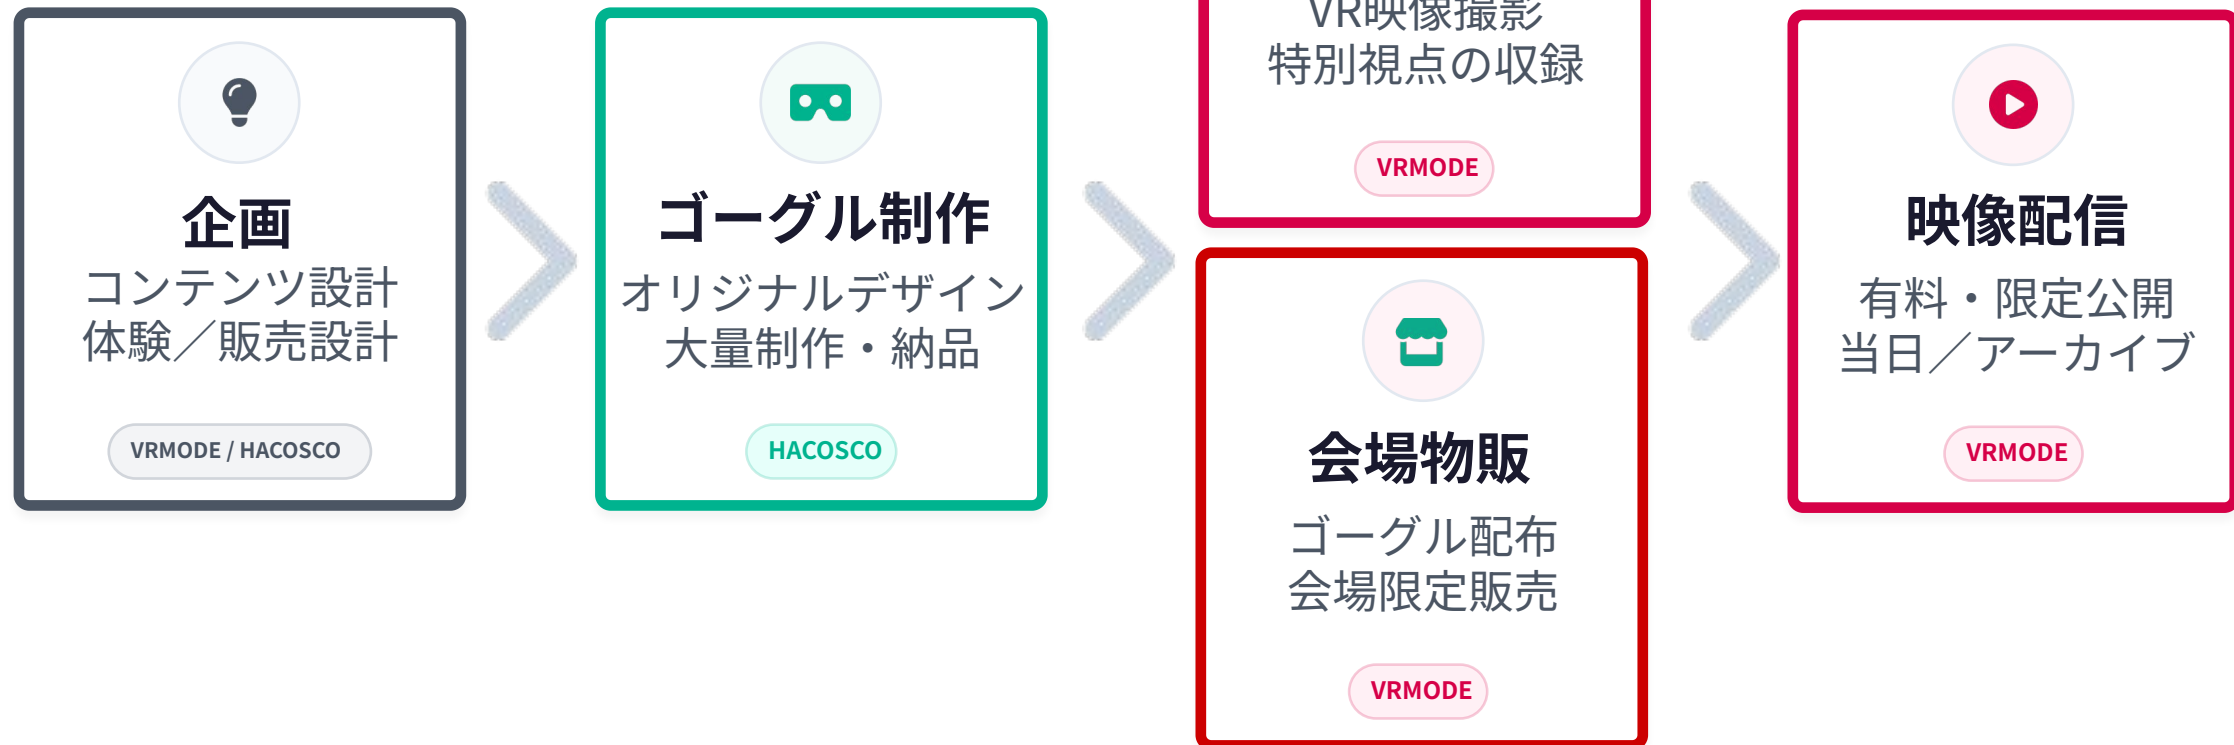 企画
コンテンツ設計
体験／販売設計
VRMODE / HACOSCO
ゴーグル制作
オリジナルデザイン
大量制作・納品
HACOSCO
VR映像撮影
特別視点の収録
VRMODE
会場物販
ゴーグル配布
会場限定販売
VRMODE
映像配信
有料・限定公開
当日／アーカイブ
VRMODE